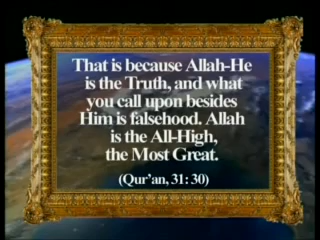 That is because Allah-He
is the Truth, and what
you call upon besides
Him is falsehood. Allah
is the All-High,
the Most Great.
(Qur'an, 31: 30)